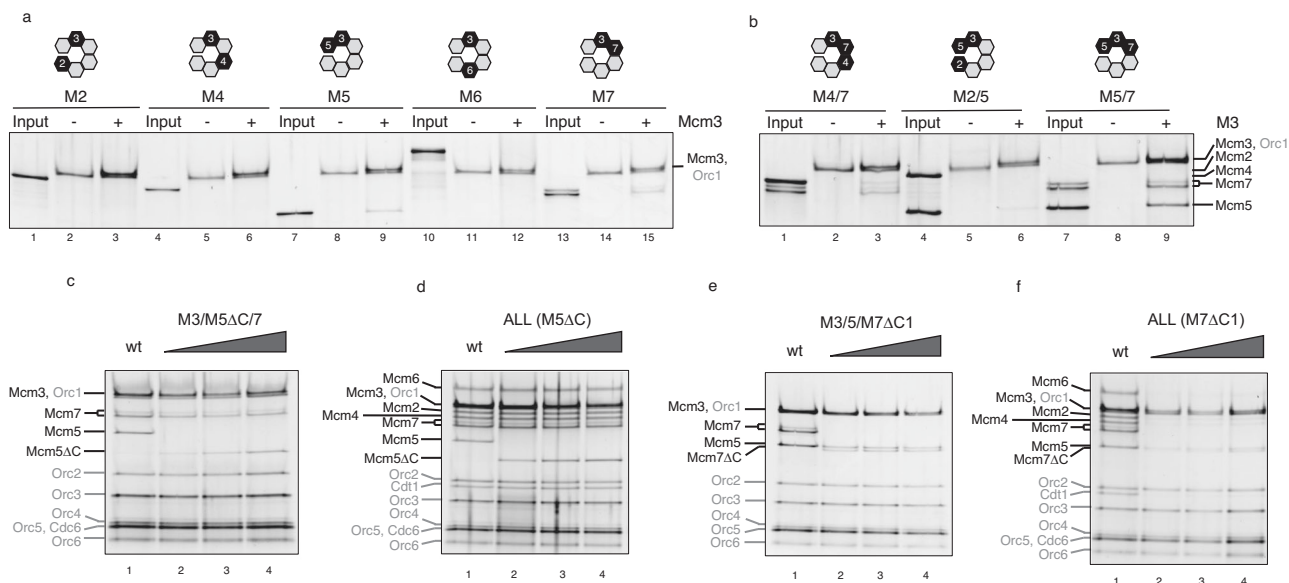 a
3 2
3 4
5 3
3 6
3 7
M2 M4 M5 M6 M7
Input - + Input - + Input - + Input - + Input - + Mcm3
Mcm3,
Orc1
1 2 3 4 5 6 7 8 9 10 11 12 13 14 15
b
3 7 4
5 3 2
5 3 7
M4/7 M2/5 M5/7
Input - + Input - + Input - + M3
Mcm3, Orc1
Mcm2
Mcm4
Mcm7
Mcm5
1 2 3 4 5 6 7 8 9
c
M3/M5ΔC/7
wt
Mcm3, Orc1
Mcm7
Mcm5
Mcm5ΔC
Orc2
Orc3
Orc4
Orc5, Cdc6
Orc6
1 2 3 4
d
ALL (M5ΔC)
wt
Mcm6
Mcm3, Orc1
Mcm2
Mcm4
Mcm7
Mcm5
Mcm5ΔC
Orc2
Cdt1
Orc3
Orc4
Orc5, Cdc6
Orc6
1 2 3 4
e
M3/5/M7ΔC1
wt
Mcm3, Orc1
Mcm7
Mcm5
Mcm7ΔC
Orc2
Orc3
Orc4
Orc5
Orc6
1 2 3 4
f
ALL (M7ΔC1)
wt
Mcm6
Mcm3, Orc1
Mcm2
Mcm4
Mcm7
Mcm5
Mcm7ΔC
Orc2
Cdt1
Orc3
Orc4
Orc5, Cdc6
Orc6
1 2 3 4